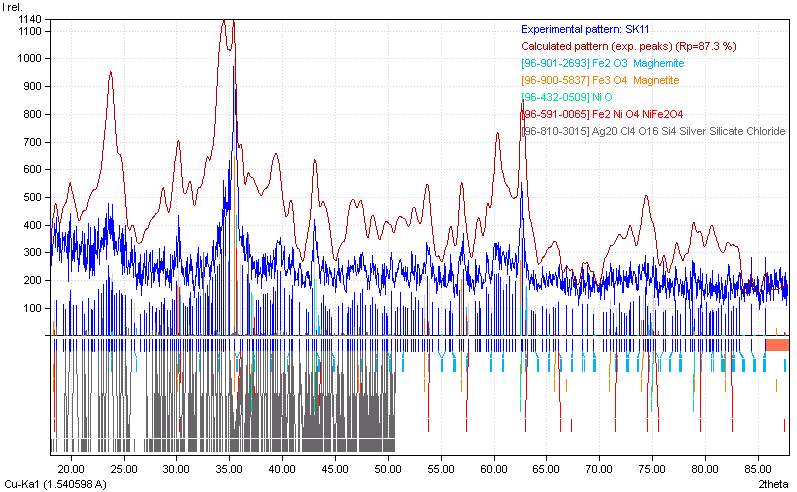 I rel.
Experimental pattern: SK11
Calculated pattern (exp. peaks) (Rp=87.3 %)
[96-901-2693] Fe2 O3 Maghemite
[96-900-5837] Fe3 O4 Magnetite
[96-432-0509] Ni O
[96-591-0065] Fe2 Ni O4 NiFe2O4
[96-810-3015] Ag20 Cl4 O16 Si4 Silver Silicate Chloride
1140
1100
1000
900
800
700
600
500
400
300
200
100
20.00 25.00 30.00 35.00 40.00 45.00 50.00 55.00 60.00 65.00 70.00 75.00 80.00 85.00
Cu-Ka1 (1.540598 A) 2theta